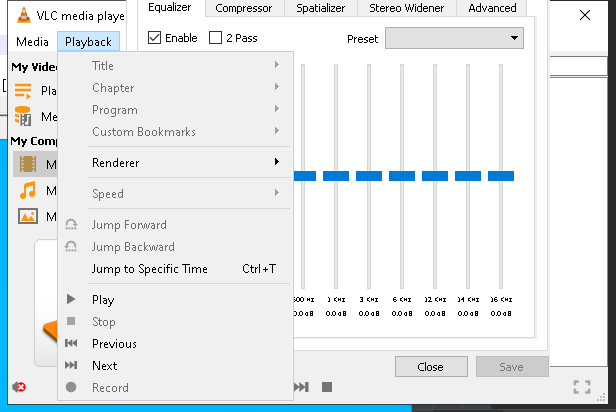 VLC media playe
Equalizer Compressor Spatializer Stereo Widener Advanced
Media Playback
Enable 2 Pass Preset
My Vide
Pla
Me
My Comp
M
M
M
Title
Chapter
Program
Custom Bookmarks
Renderer
Speed
Jump Forward
Jump Backward
Jump to Specific Time Ctrl+T
Play
Stop
Previous
Next
Record
1 KHz 3 KHz 6 KHz 12 KHz 14 KHz 16 KHz
0.0 dB 0.0 dB 0.0 dB 0.0 dB 0.0 dB 0.0 dB 0.0 dB
Close Save